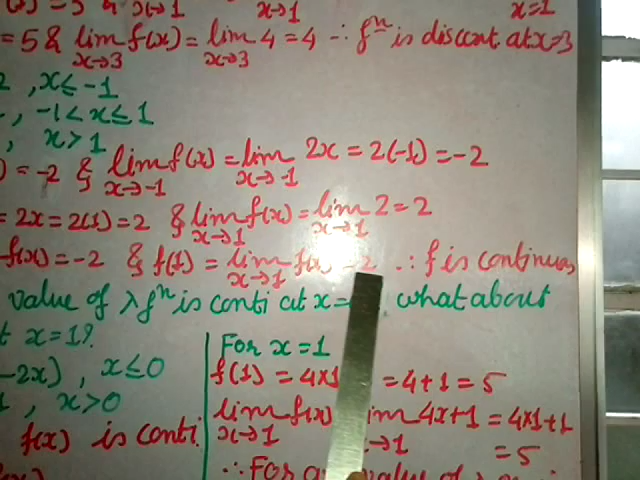 lim x→1 x→1 x=1
= 5 & lim f(x) = lim 4 = 4 ∴ fⁿ is discont. at x=3
x→3 x→3
2 , x ≤ -1
, -1 < x ≤ 1
, x > 1
= -2 & lim f(x) = lim 2x = 2(-1) = -2
x→-1 x→-1
= 2x = 2(1) = 2 & lim f(x) = lim 2 = 2
x→1 x→1
f(x) = -2 & f(1) = lim f(x = 2 ∴ f is continuous
x→1
value of λ fⁿ is conti at x= what about
t x=1?
For x = 1
-2x) , x ≤ 0
f(1) = 4×1 = 4+1 = 5
1 , x > 0
lim f(x) lim 4x+1 = 4×1+1
x→1 x→1
f(x) is conti. = 5
∴ For value of λ